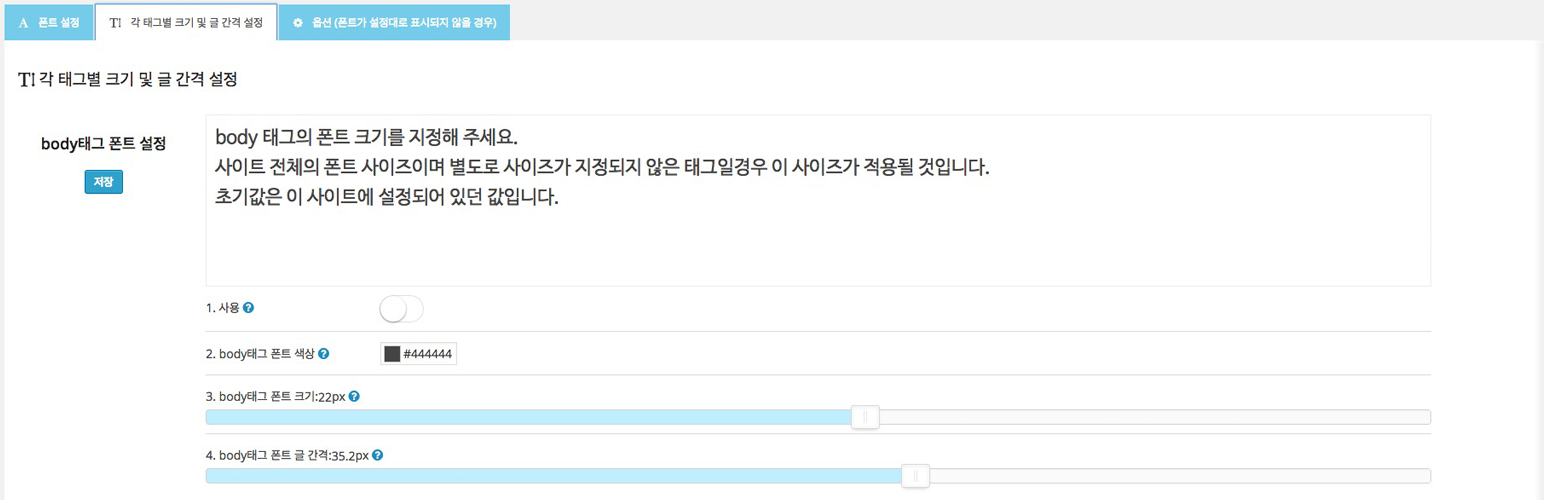 A 폰트 설정
T! 각 태그별 크기 및 글 간격 설정
옵션 (폰트가 설정대로 표시되지 않을 경우)
T! 각 태그별 크기 및 글 간격 설정
body태그 폰트 설정
저장
body 태그의 폰트 크기를 지정해 주세요.
사이트 전체의 폰트 사이즈이며 별도로 사이즈가 지정되지 않은 태그일경우 이 사이즈가 적용될 것입니다.
초기값은 이 사이트에 설정되어 있던 값입니다.
1. 사용 ?
2. body태그 폰트 색상 ?
#444444
3. body태그 폰트 크기:22px ?
4. body태그 폰트 글 간격:35.2px ?